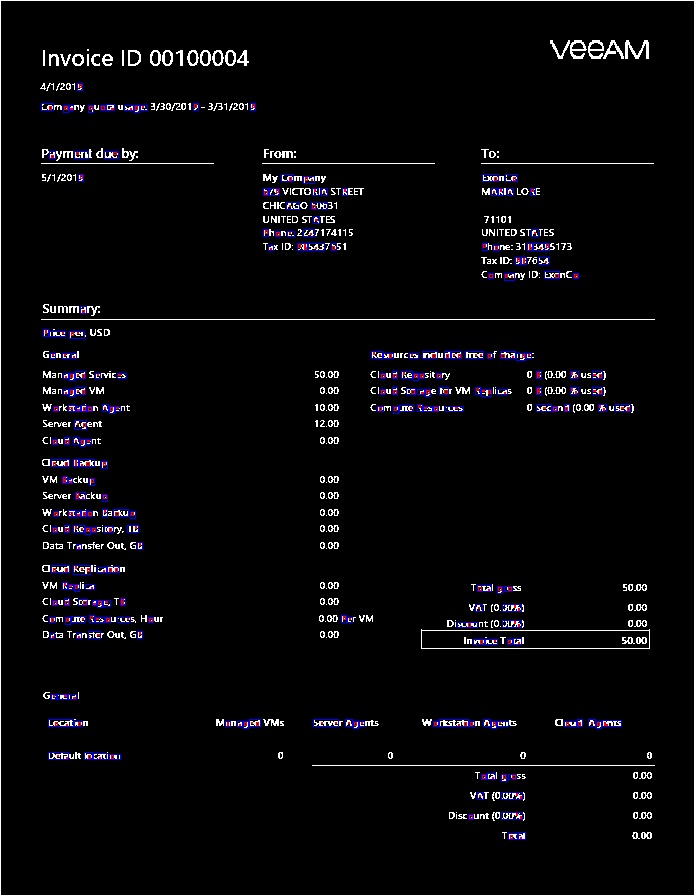 VEEAM
Invoice ID 00100004
4/1/2019
Company quota usage: 3/30/2019 - 3/31/2019
Payment due by:
5/1/2019
From:
My Company
VICTORIA STREET
CHICAGO
UNITED STATES
Phone: 2247174115
Tax ID:
To:
ExonCo
MARIA LORE
71101
UNITED STATES
Phone:
Tax ID:
Company ID: ExonCo
Summary:
Price per, USD
General
Managed Services 50.00
Managed VM 0.00
Workstation Agent 10.00
Server Agent 12.00
Cloud Agent 0.00
Cloud Backup
VM Backup 0.00
Server Backup 0.00
Workstation Backup 0.00
Cloud Repository, TB 0.00
Data Transfer Out, GB 0.00
Cloud Replication
VM Replica 0.00
Cloud Storage, TB 0.00
Compute Resources, Hour 0.00 Per VM
Data Transfer Out, GB 0.00
Resources included free of charge:
Cloud Repository 0 B (0.00 % used)
Cloud Storage for VM Replicas 0 B (0.00 % used)
Compute Resources 0 second (0.00 % used)
Total gross 50.00
VAT (0.00%) 0.00
Discount (0.00%) 0.00
Invoice Total 50.00
General
Location Managed VMs Server Agents Workstation Agents Cloud Agents
Default location 0 0 0 0
Total gross 0.00
VAT (0.00%) 0.00
Discount (0.00%) 0.00
Total 0.00